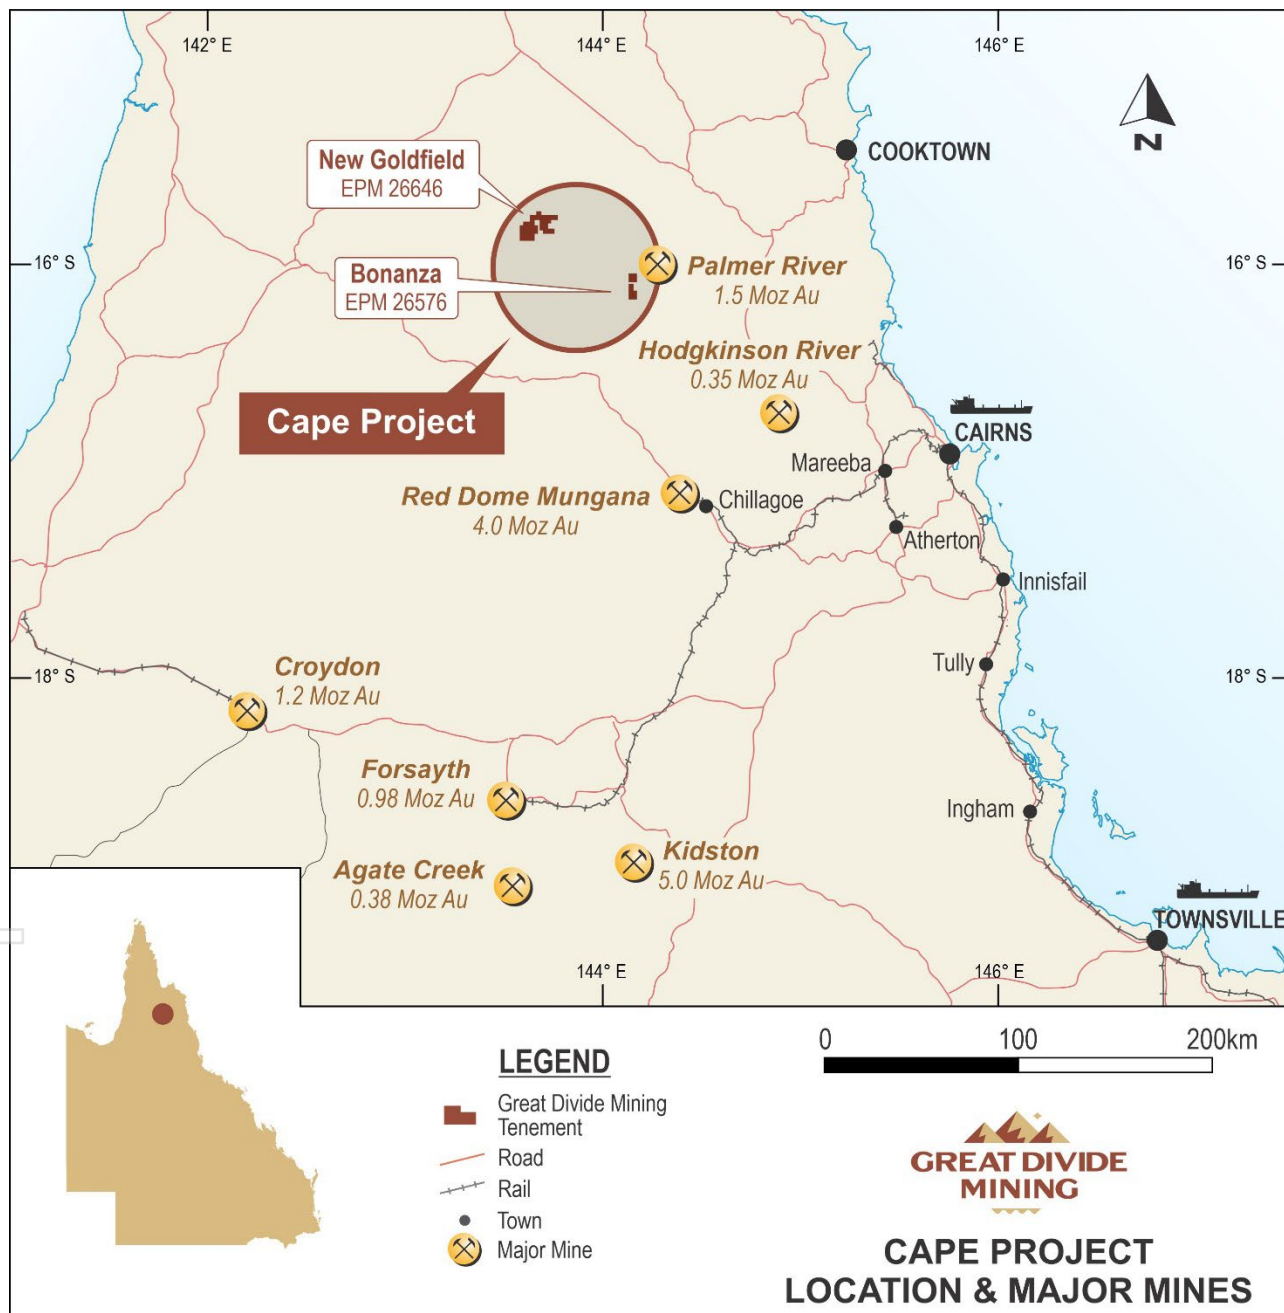 142° E
144° E
146° E
N
COOKTOWN
New Goldfield
EPM 26646
16° S
16° S
Bonanza
EPM 26576
Palmer River
1.5 Moz Au
Hodgkinson River
0.35 Moz Au
Cape Project
CAIRNS
Mareeba
Red Dome Mungana
4.0 Moz Au
Chillagoe
Atherton
Innisfail
Tully
18° S
18° S
Croydon
1.2 Moz Au
Forsayth
0.98 Moz Au
Ingham
Kidston
5.0 Moz Au
Agate Creek
0.38 Moz Au
TOWNSVILLE
144° E
146° E
0 100 200km
LEGEND
Great Divide Mining
Tenement
Road
Rail
Town
Major Mine
GREAT DIVIDE
MINING
CAPE PROJECT
LOCATION & MAJOR MINES